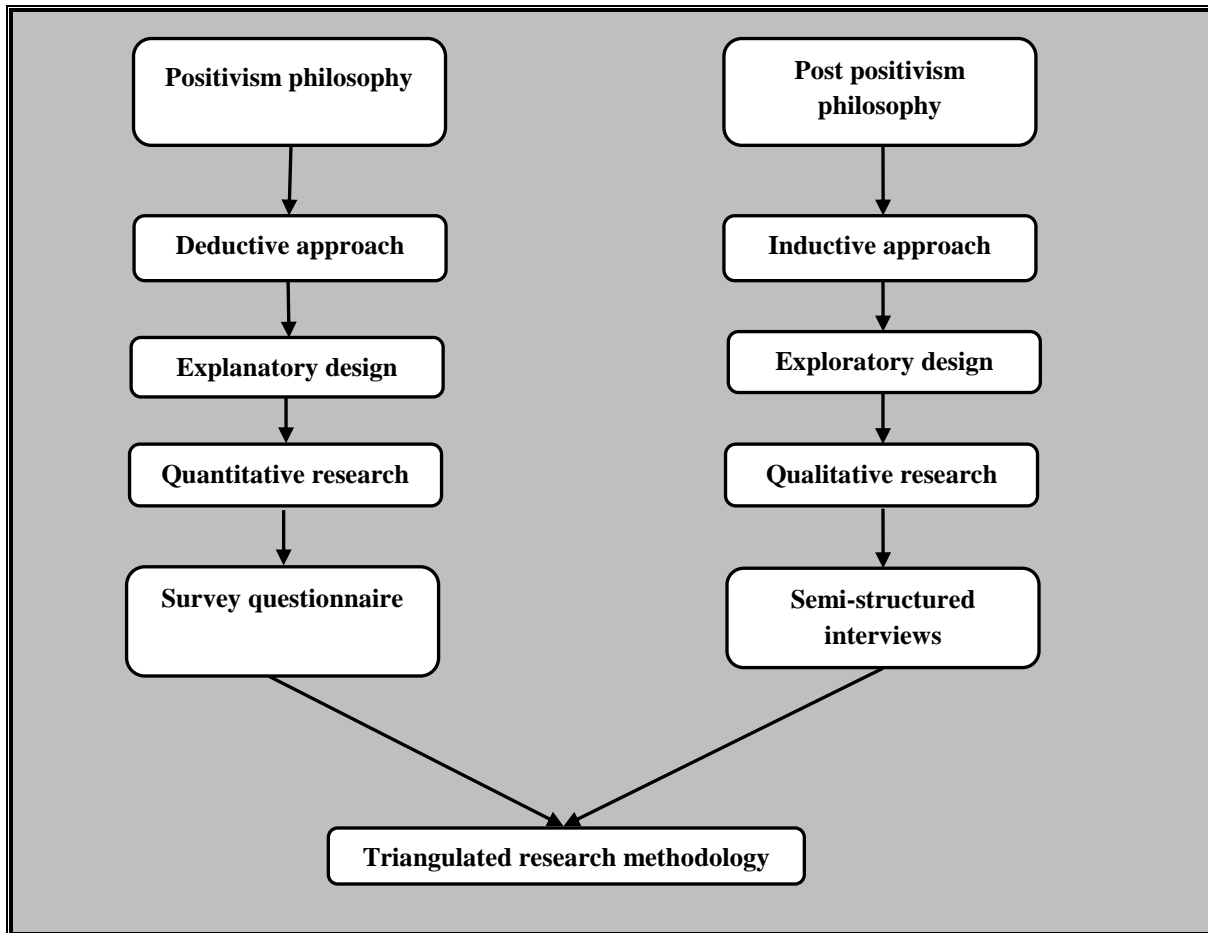 Positivism philosophy
Post positivism
philosophy
Deductive approach
Inductive approach
Explanatory design
Exploratory design
Quantitative research
Qualitative research
Survey questionnaire
Semi-structured
interviews
Triangulated research methodology